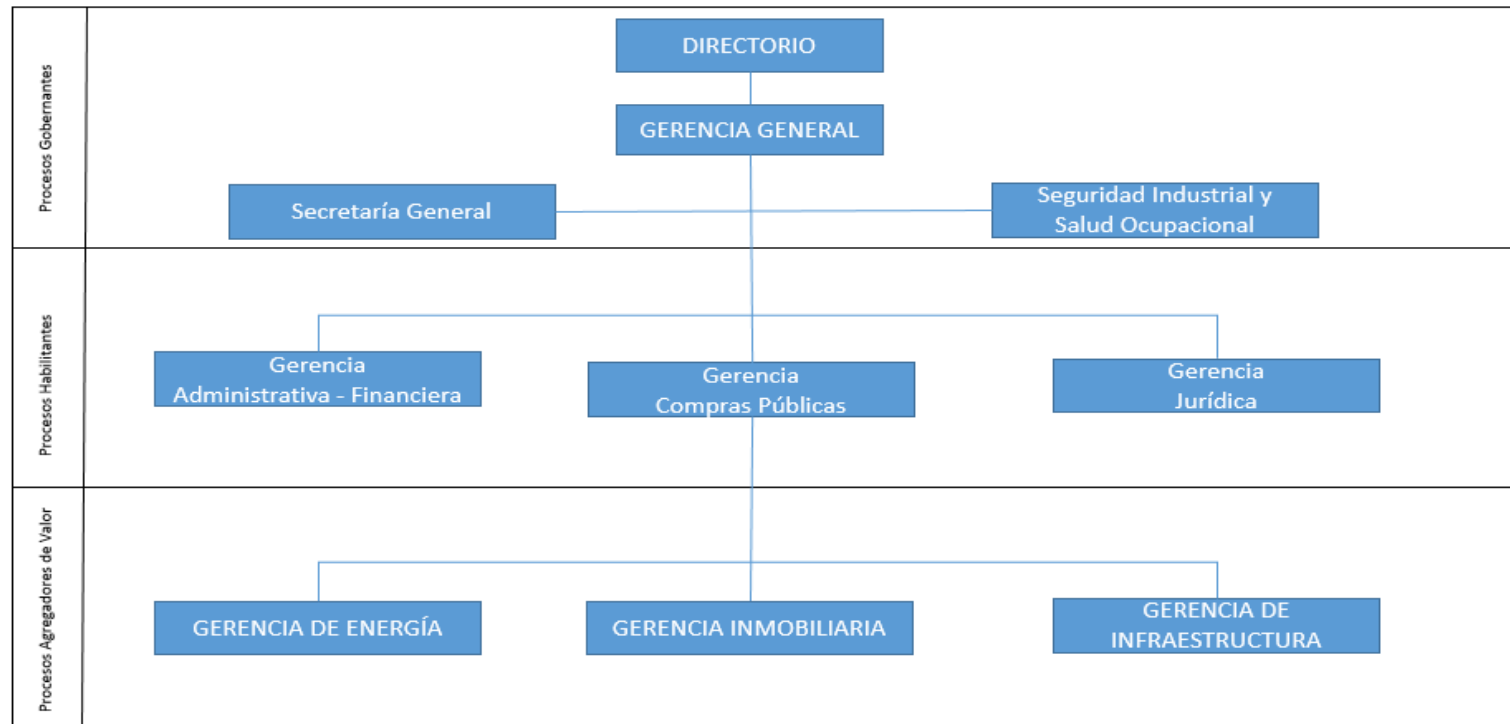 Procesos Gobernantes
DIRECTORIO
GERENCIA GENERAL
Secretaría General
Seguridad Industrial y
Salud Ocupacional
Procesos Habilitantes
Gerencia
Administrativa - Financiera
Gerencia
Compras Públicas
Gerencia
Jurídica
Procesos Agregadores de Valor
GERENCIA DE ENERGÍA
GERENCIA INMOBILIARIA
GERENCIA DE
INFRAESTRUCTURA